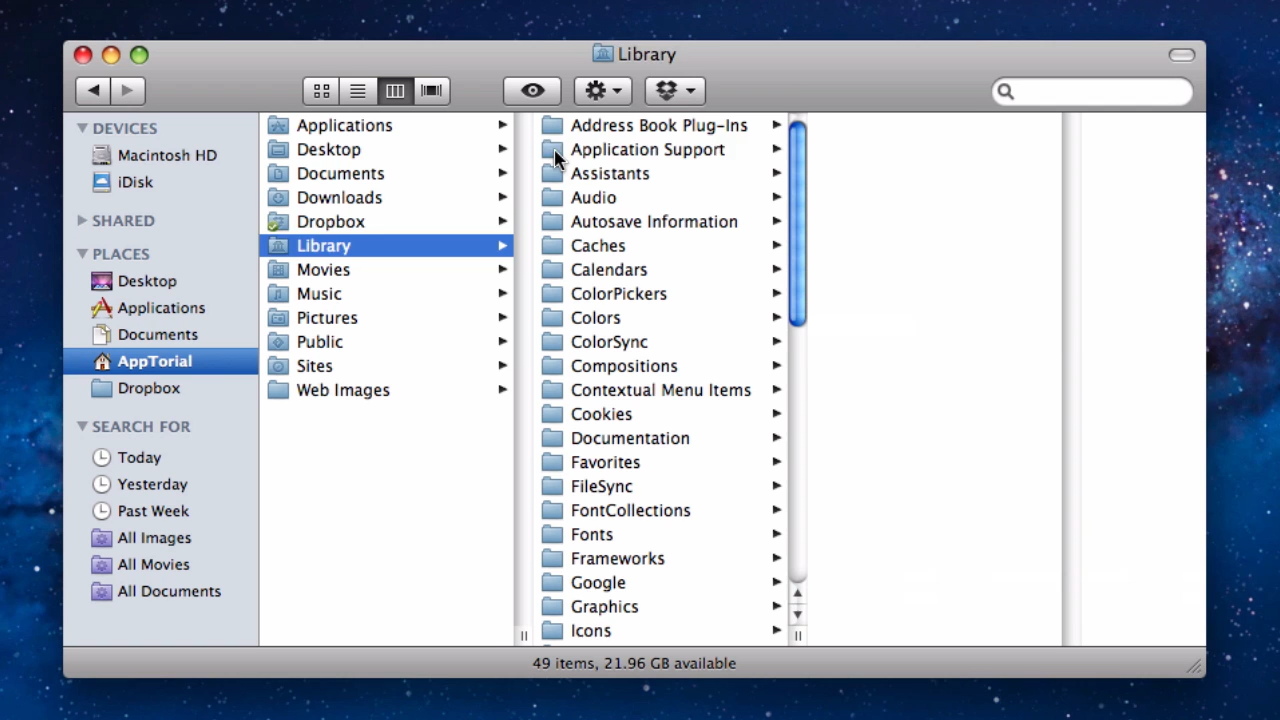 Library
DEVICES
Macintosh HD
iDisk
SHARED
PLACES
Desktop
Applications
Documents
AppTorial
Dropbox
SEARCH FOR
Today
Yesterday
Past Week
All Images
All Movies
All Documents
Applications
Desktop
Documents
Downloads
Dropbox
Library
Movies
Music
Pictures
Public
Sites
Web Images
Address Book Plug-Ins
Application Support
Assistants
Audio
Autosave Information
Caches
Calendars
ColorPickers
Colors
ColorSync
Compositions
Contextual Menu Items
Cookies
Documentation
Favorites
FileSync
FontCollections
Fonts
Frameworks
Google
Graphics
Icons
49 items, 21.96 GB available